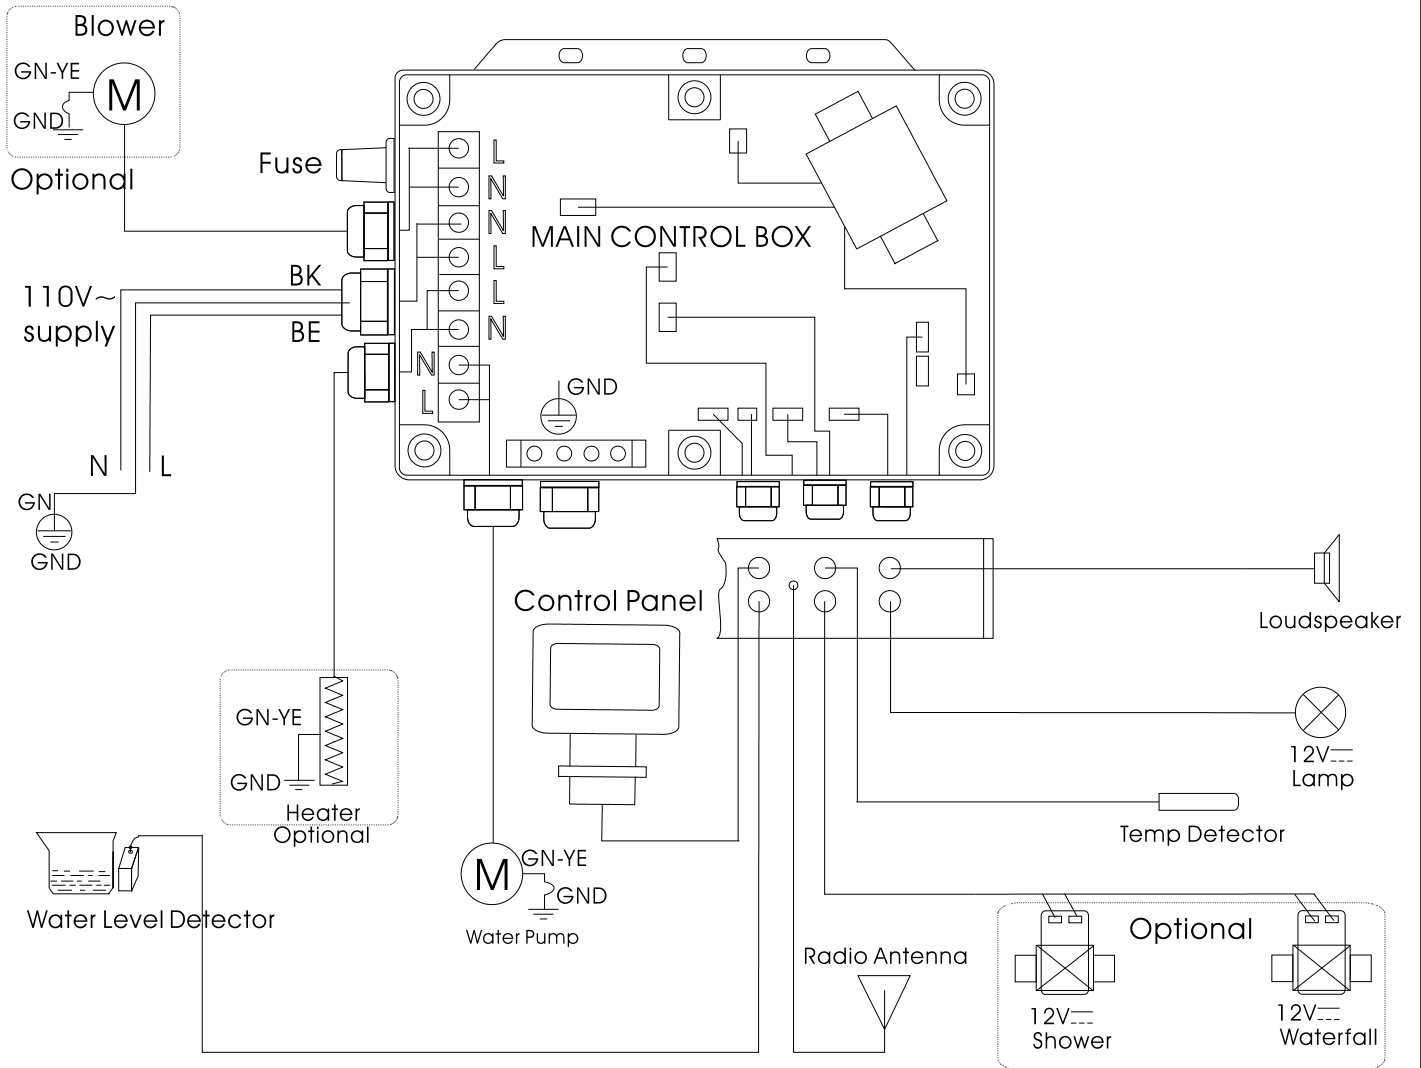 Blower
GN-YE
M
GND
Optional
Fuse
L
N
N
L
L
N
N
L
MAIN CONTROL BOX
110V~
supply
BK
BE
GND
N
L
GN
GND
Control Panel
Loudspeaker
12V
Lamp
GN-YE
GND
Heater
Optional
Temp Detector
M
GN-YE
GND
Water Pump
Water Level Detector
Radio Antenna
Optional
12V
Shower
12V
Waterfall